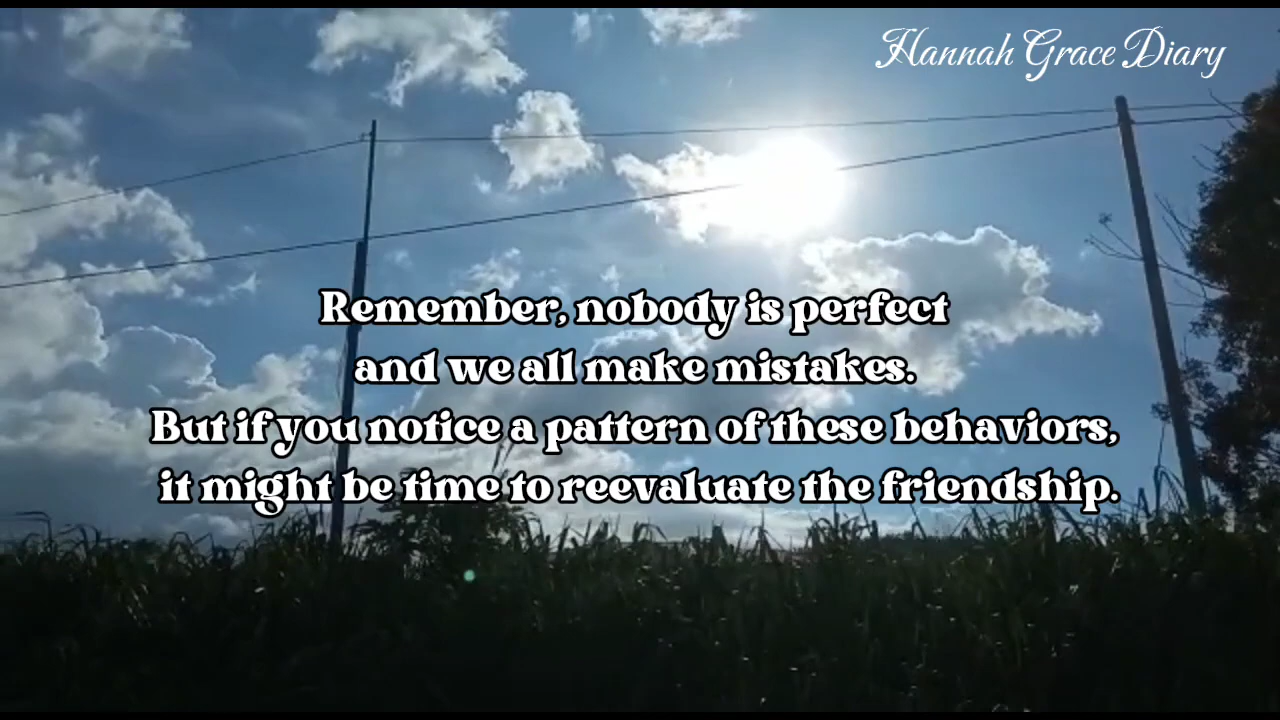 Hannah Grace Diary
Remember, nobody is perfect
and we all make mistakes.
But if you notice a pattern of these behaviors,
it might be time to reevaluate the friendship.